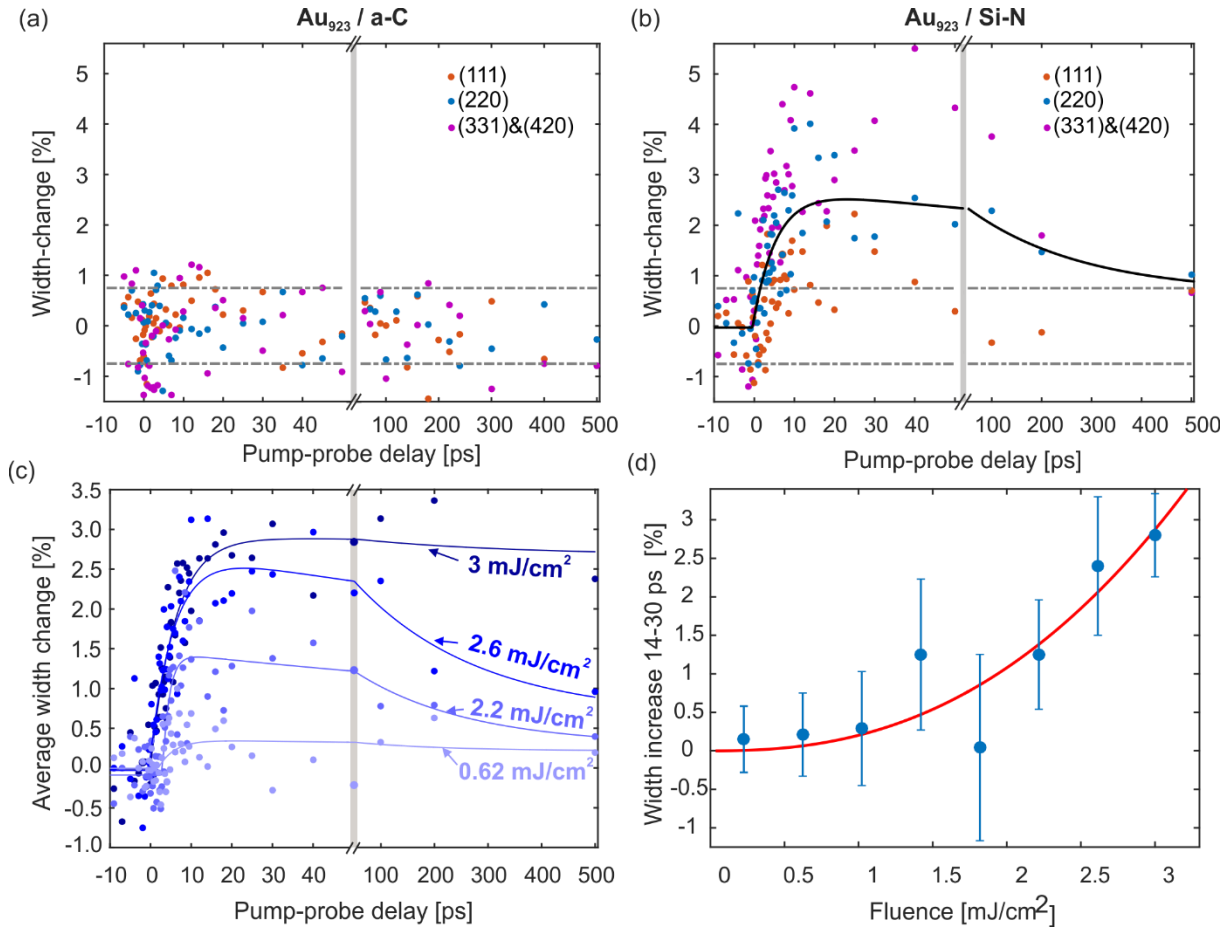 (a)
Au₉₂₃ / a-C
Width-change [%]
5
4
3
2
1
0
-1
(111)
(220)
(331)&(420)
-10 0 10 20 30 40 100 200 300 400 500
Pump-probe delay [ps]
(b)
Au₉₂₃ / Si-N
Width-change [%]
5
4
3
2
1
0
-1
(111)
(220)
(331)&(420)
-10 0 10 20 30 40 100 200 300 400 500
Pump-probe delay [ps]
(c)
Average width change [%]
3.5
3.0
2.5
2.0
1.5
1.0
0.5
0.0
-0.5
-1.0
3 mJ/cm²
2.6 mJ/cm²
2.2 mJ/cm²
0.62 mJ/cm²
-10 0 10 20 30 40 100 200 300 400 500
Pump-probe delay [ps]
(d)
Width increase 14-30 ps [%]
3
2.5
2
1.5
1
0.5
0
-0.5
-1
0 0.5 1 1.5 2 2.5 3
Fluence [mJ/cm²]